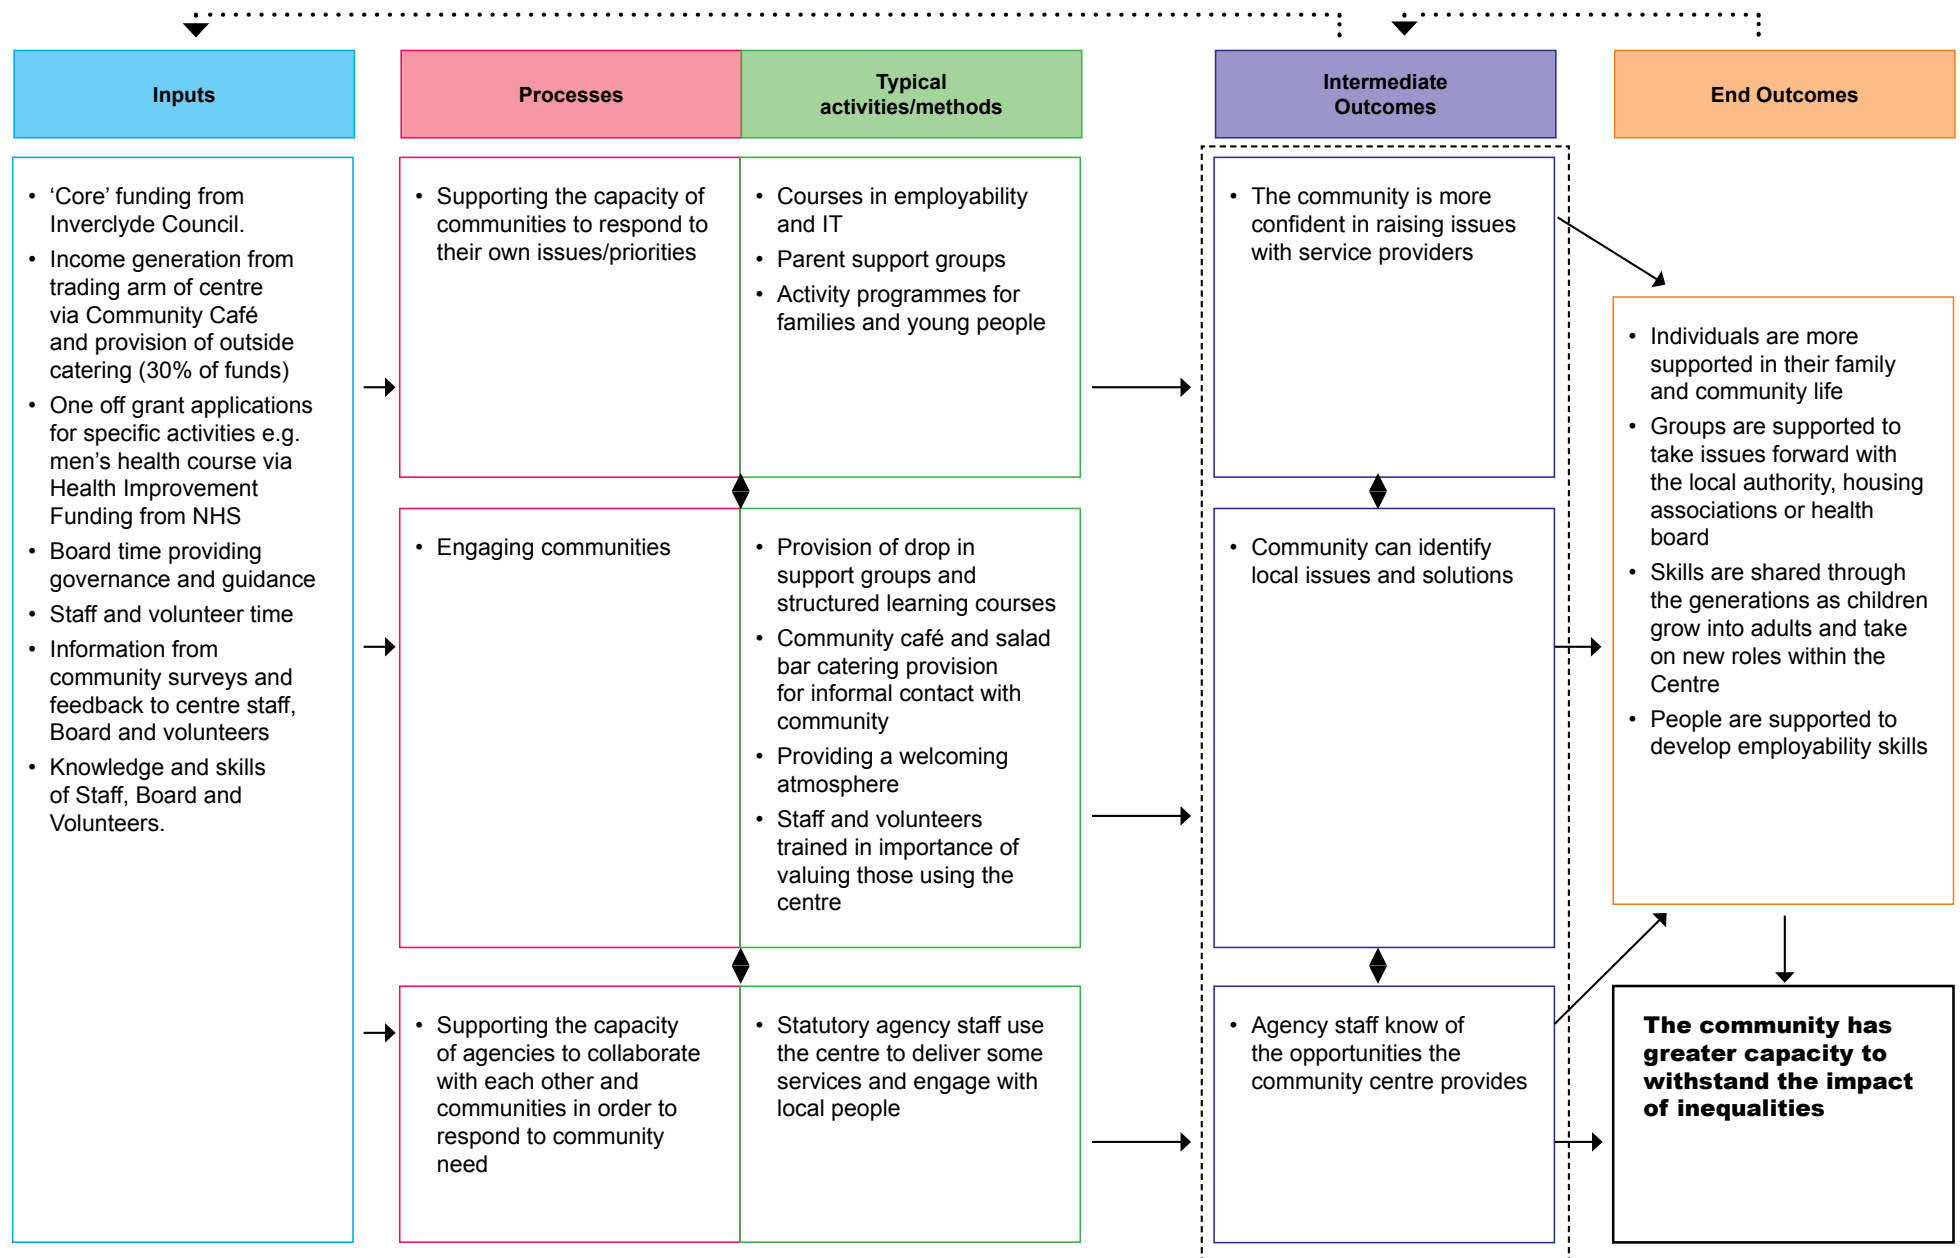 Inputs
Processes
Typical
activities/methods
Intermediate
Outcomes
End Outcomes
• ‘Core’ funding from
Inverclyde Council.
• Income generation from
trading arm of centre
via Community Café
and provision of outside
catering (30% of funds)
• One off grant applications
for specific activities e.g.
men’s health course via
Health Improvement
Funding from NHS
• Board time providing
governance and guidance
• Staff and volunteer time
• Information from
community surveys and
feedback to centre staff,
Board and volunteers
• Knowledge and skills
of Staff, Board and
Volunteers.
• Supporting the capacity of
communities to respond to
their own issues/priorities
• Courses in employability
and IT
• Parent support groups
• Activity programmes for
families and young people
• The community is more
confident in raising issues
with service providers
• Engaging communities
• Provision of drop in
support groups and
structured learning courses
• Community café and salad
bar catering provision
for informal contact with
community
• Providing a welcoming
atmosphere
• Staff and volunteers
trained in importance of
valuing those using the
centre
• Community can identify
local issues and solutions
• Supporting the capacity
of agencies to collaborate
with each other and
communities in order to
respond to community
need
• Statutory agency staff use
the centre to deliver some
services and engage with
local people
• Agency staff know of
the opportunities the
community centre provides
• Individuals are more
supported in their family
and community life
• Groups are supported to
take issues forward with
the local authority, housing
associations or health
board
• Skills are shared through
the generations as children
grow into adults and take
on new roles within the
Centre
• People are supported to
develop employability skills
The community has
greater capacity to
withstand the impact
of inequalities